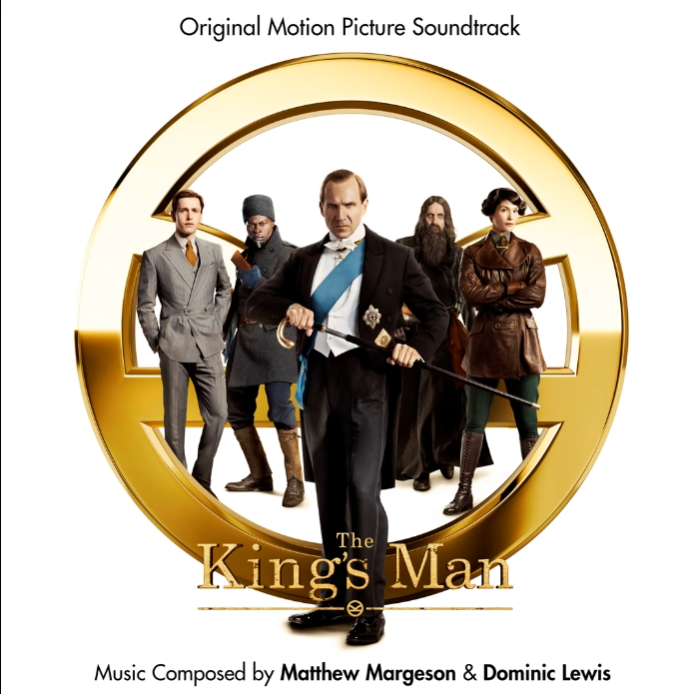 Original Motion Picture Soundtrack
The
King's Man
Music Composed by Matthew Margeson & Dominic Lewis